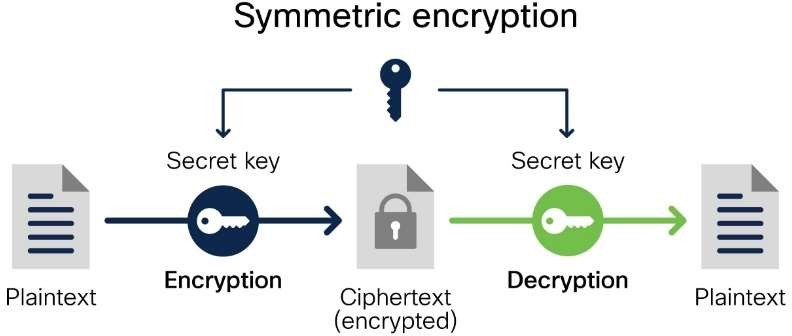 Symmetric encryption
Secret key
Secret key
Encryption
Decryption
Plaintext
Ciphertext
(encrypted)
Plaintext